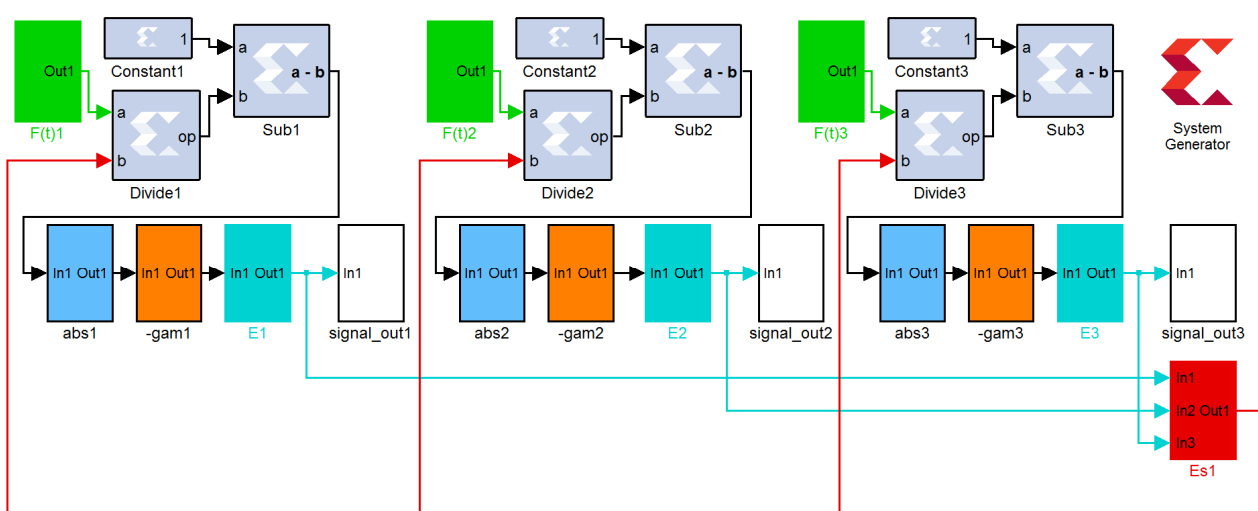 1
Constant1
Out1
F(t)1
a
b
a - b
Sub1
a
b
op
Divide1
1
Constant2
Out1
F(t)2
a
b
a - b
Sub2
a
b
op
Divide2
1
Constant3
Out1
F(t)3
a
b
a - b
Sub3
a
b
op
Divide3
System
Generator
In1 Out1
abs1
In1 Out1
-gam1
In1 Out1
E1
In1
signal_out1
In1 Out1
abs2
In1 Out1
-gam2
In1 Out1
E2
In1
signal_out2
In1 Out1
abs3
In1 Out1
-gam3
In1 Out1
E3
In1
signal_out3
In1
In2 Out1
In3
Es1